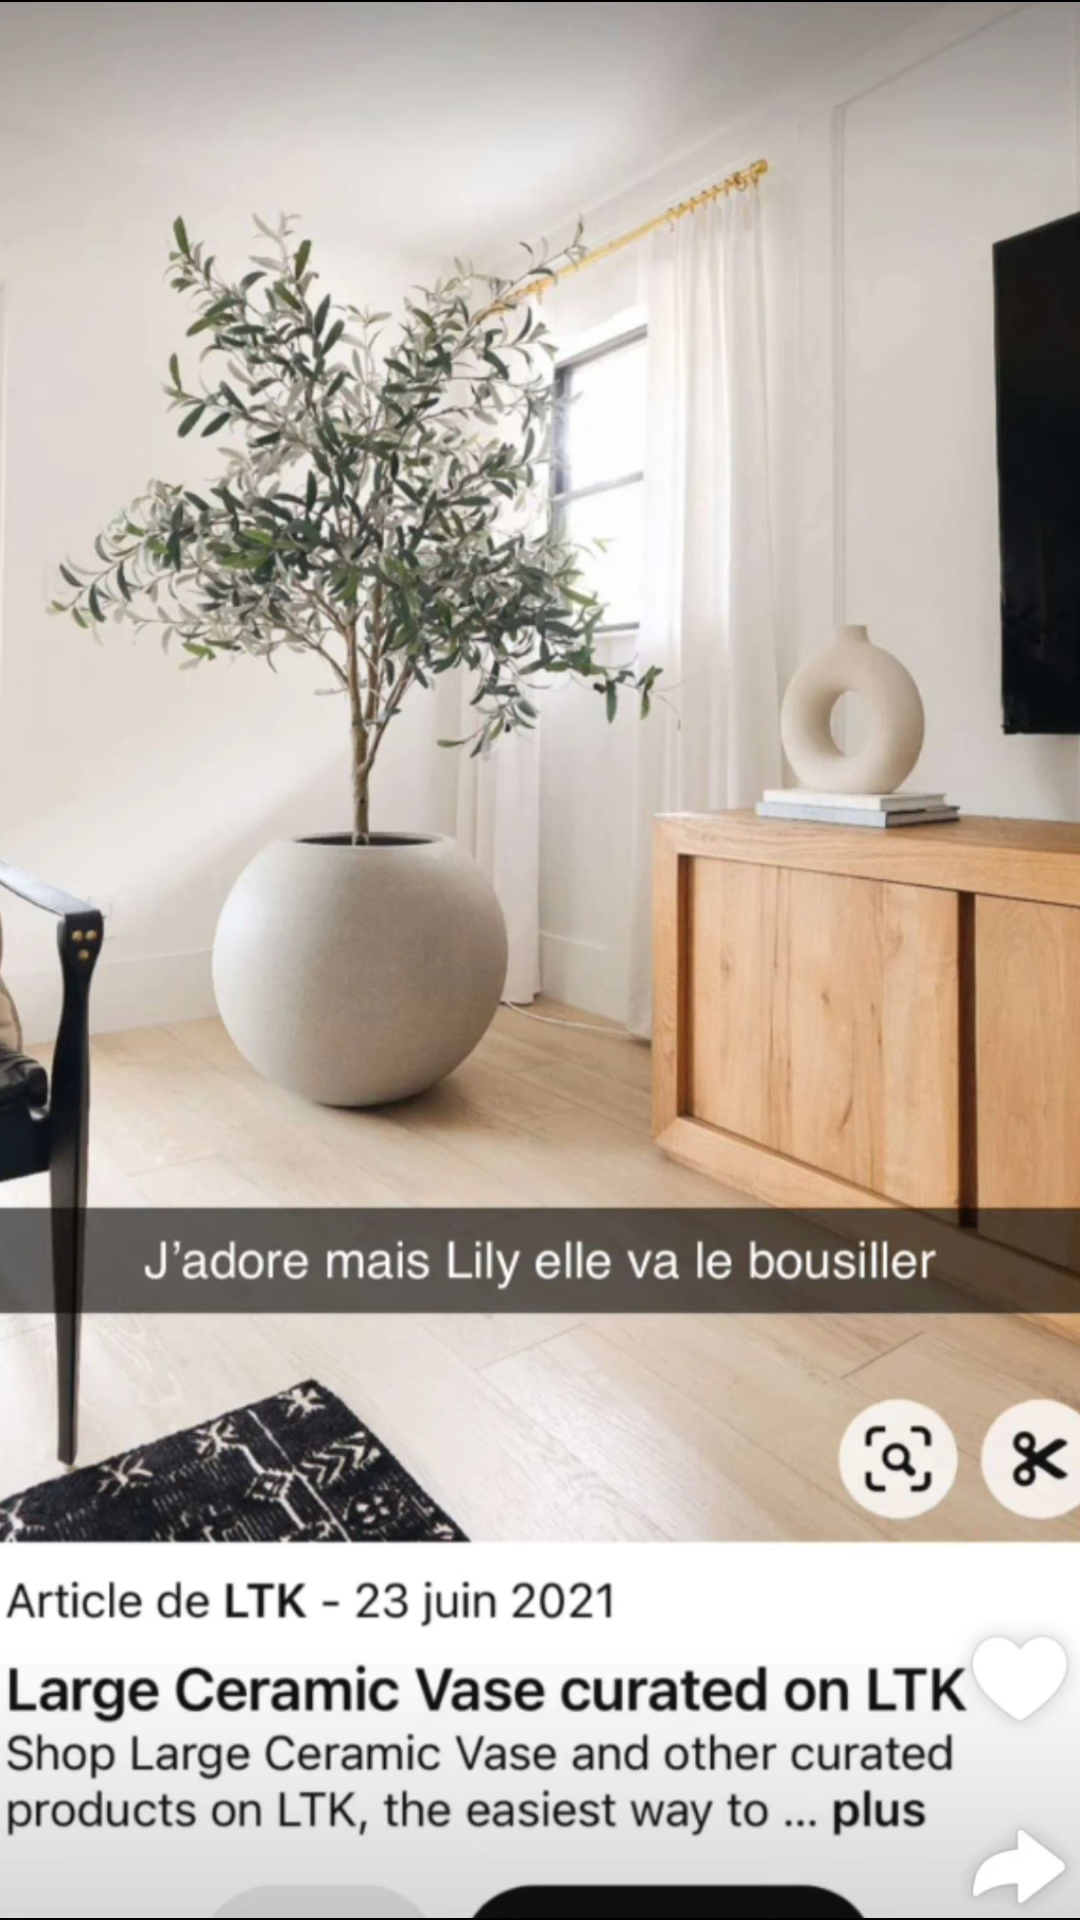 J’adore mais Lily elle va le bousiller
Article de LTK - 23 juin 2021
Large Ceramic Vase curated on LTK
Shop Large Ceramic Vase and other curated
products on LTK, the easiest way to ... plus